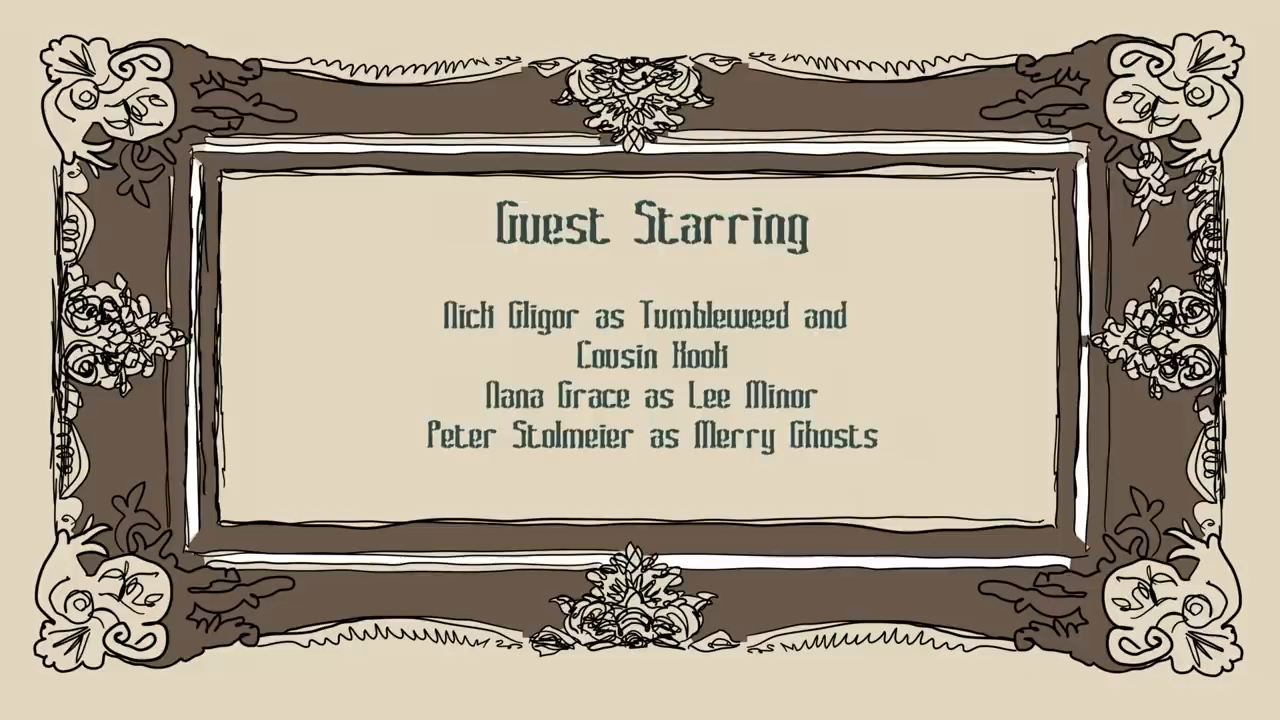 Guest Starring
Nick Gligor as Tumbleweed and
Cousin Kook
Nana Grace as Lee Minor
Peter Stolmeier as Merry Ghosts